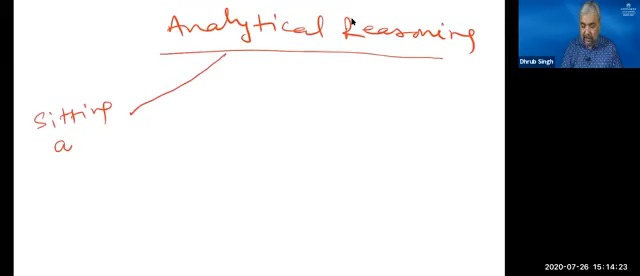 Analytical Reasoning
Sitting
a
Dhrub Singh
2020-07-26 15:14:23